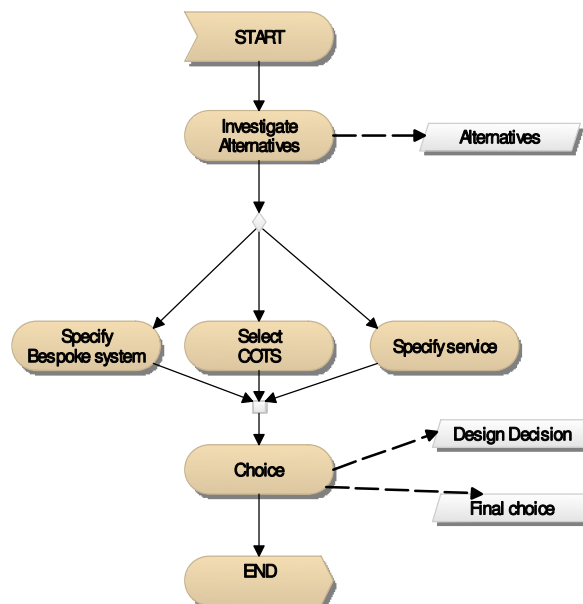 START
Investigate
Alternatives
Alternatives
Specify
Bespoke system
Select
COTS
Specify service
Design Decision
Choice
Final choice
END